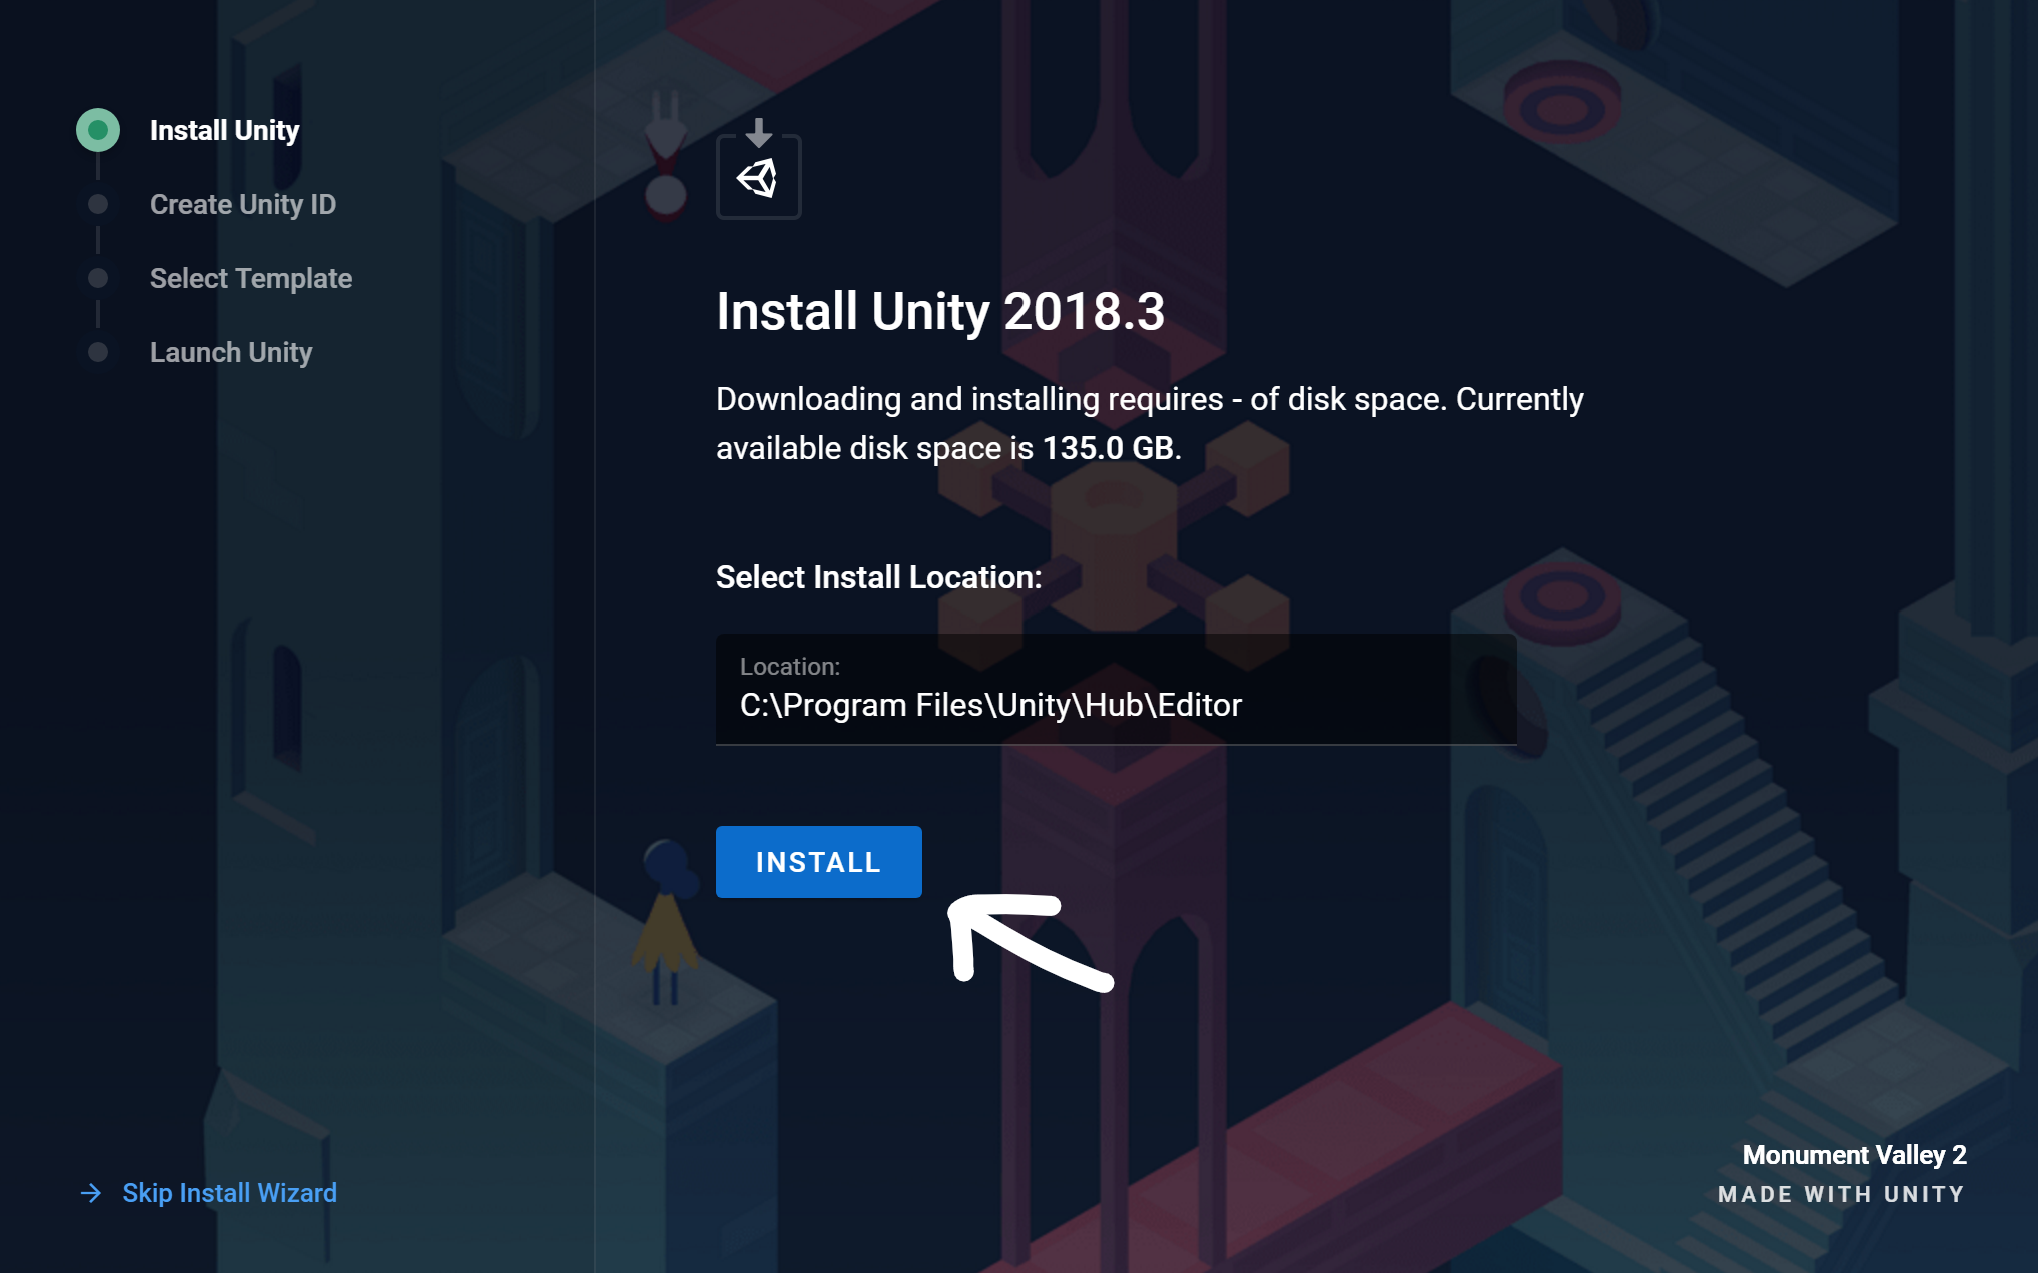 Install Unity
Create Unity ID
Select Template
Launch Unity
Install Unity 2018.3
Downloading and installing requires - of disk space. Currently
available disk space is 135.0 GB.
Select Install Location:
Location:
C:\Program Files\Unity\Hub\Editor
INSTALL
Skip Install Wizard
Monument Valley 2
MADE WITH UNITY